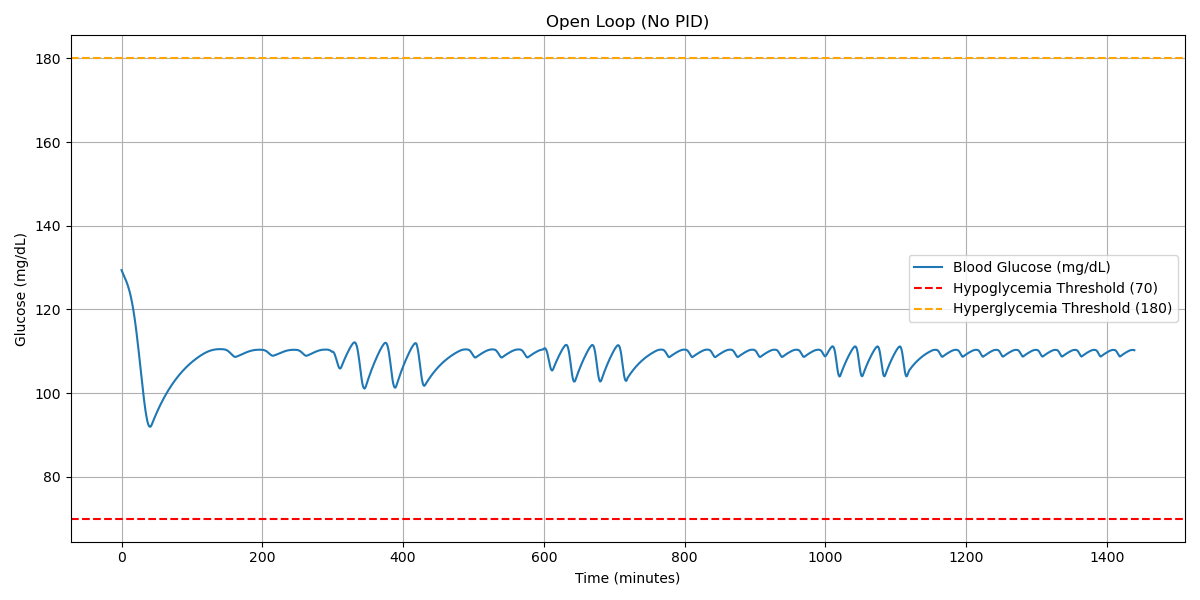 Open Loop (No PID)
Glucose (mg/dL)
180
160
140
120
100
80
Blood Glucose (mg/dL)
Hypoglycemia Threshold (70)
Hyperglycemia Threshold (180)
0 200 400 600 800 1000 1200 1400
Time (minutes)